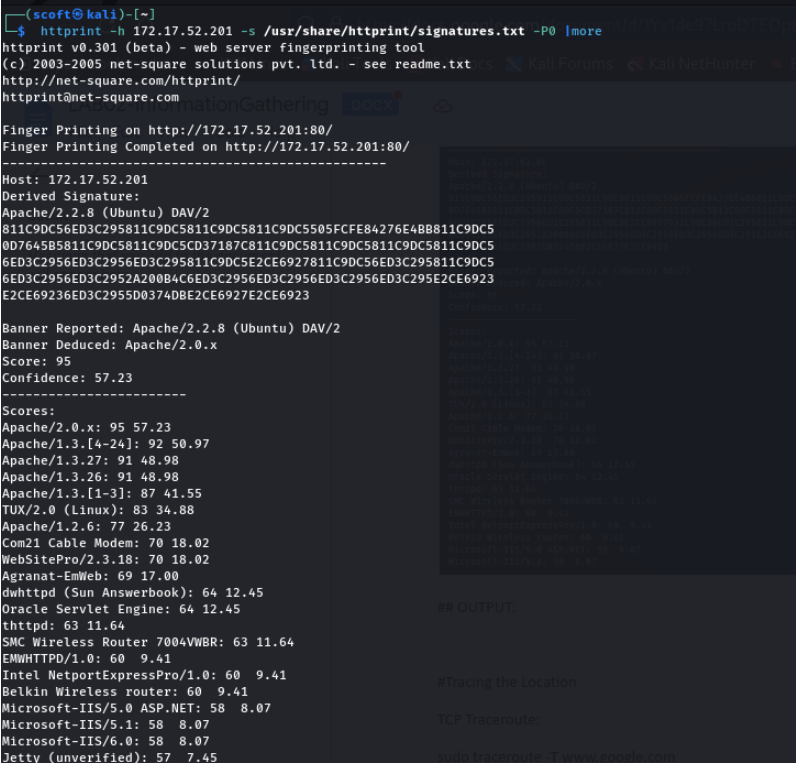 (scoft㉿kali)-[~]
$ httprint -h 172.17.52.201 -s /usr/share/httprint/signatures.txt -P0 |more
httprint v0.301 (beta) - web server fingerprinting tool
(c) 2003-2005 net-square solutions pvt. ltd. - see readme.txt
http://net-square.com/httprint/
httprint@net-square.com
Finger Printing on http://172.17.52.201:80/
Finger Printing Completed on http://172.17.52.201:80/
--------------------------------------------------
Host: 172.17.52.201
Derived Signature:
Apache/2.2.8 (Ubuntu) DAV/2
811C9DC56ED3C295811C9DC5811C9DC5811C9DC5505FCFE84276E4BB811C9DC5
0D7645B5811C9DC5811C9DC5CD37187C811C9DC5811C9DC5811C9DC5811C9DC5
6ED3C2956ED3C2956ED3C295811C9DC5E2CE6927811C9DC56ED3C295811C9DC5
6ED3C2956ED3C2952A200B4C6ED3C2956ED3C2956ED3C2956ED3C295E2CE6923
E2CE69236ED3C2955D0374DBE2CE6927E2CE6923
Banner Reported: Apache/2.2.8 (Ubuntu) DAV/2
Banner Deduced: Apache/2.0.x
Score: 95
Confidence: 57.23
------------------------
Scores:
Apache/2.0.x: 95 57.23
Apache/1.3.[4-24]: 92 50.97
Apache/1.3.27: 91 48.98
Apache/1.3.26: 91 48.98
Apache/1.3.[1-3]: 87 41.55
TUX/2.0 (Linux): 83 34.88
Apache/1.2.6: 77 26.23
Com21 Cable Modem: 70 18.02
WebSitePro/2.3.18: 70 18.02
Agranat-EmWeb: 69 17.00
dwhttpd (Sun Answerbook): 64 12.45
Oracle Servlet Engine: 64 12.45
thttpd: 63 11.64
SMC Wireless Router 7004VWBR: 63 11.64
EMWHTTPD/1.0: 60  9.41
Intel NetportExpressPro/1.0: 60  9.41
Belkin Wireless router: 60  9.41
Microsoft-IIS/5.0 ASP.NET: 58  8.07
Microsoft-IIS/5.1: 58  8.07
Microsoft-IIS/6.0: 58  8.07
Jetty (unverified): 57  7.45
Kali Forums
Kali NetHunter
LAB02-InformationGathering
DOCX
## OUTPUT:
#Tracing the Location
TCP Traceroute:
sudo traceroute -T www.google.com